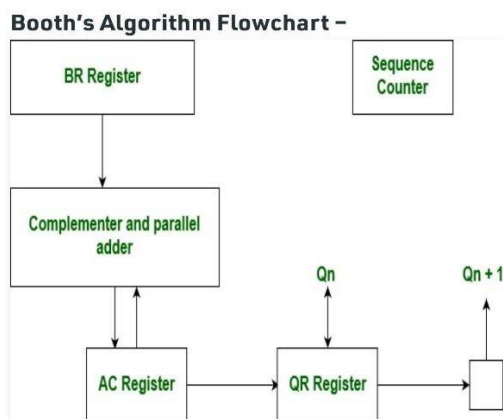 Booth's Algorithm Flowchart –
BR Register
Sequence
Counter
Complementer and parallel
adder
Qn
Qn + 1
AC Register
QR Register